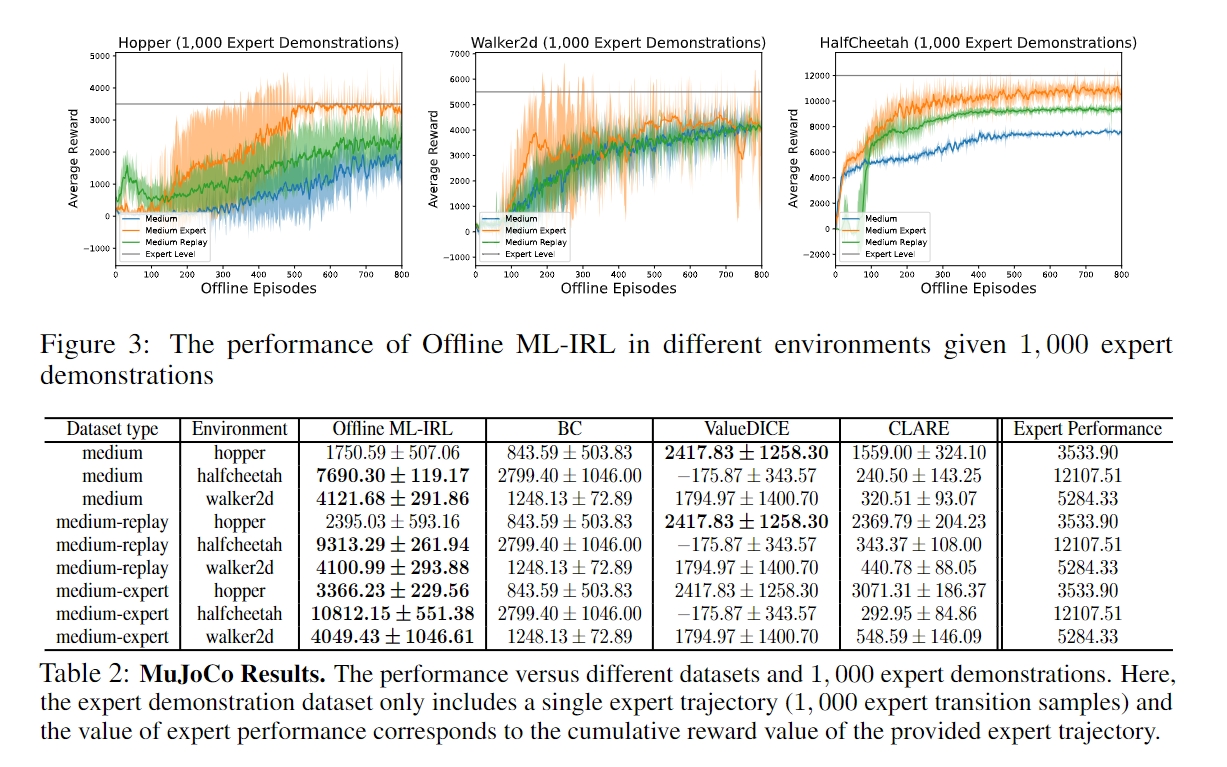 Hopper (1,000 Expert Demonstrations)
5000
4000
3000
2000
1000
0
−1000
Average Reward
Medium
Medium Expert
Medium Replay
Expert Level
0 100 200 300 400 500 600 700 800
Offline Episodes
Walker2d (1,000 Expert Demonstrations)
7000
6000
5000
4000
3000
2000
1000
0
−1000
Average Reward
Medium
Medium Expert
Medium Replay
Expert Level
0 100 200 300 400 500 600 700 800
Offline Episodes
HalfCheetah (1,000 Expert Demonstrations)
12000
10000
8000
6000
4000
2000
0
−2000
Average Reward
Medium
Medium Expert
Medium Replay
Expert Level
0 100 200 300 400 500 600 700 800
Offline Episodes
Figure 3: The performance of Offline ML-IRL in different environments given 1, 000 expert
demonstrations
Dataset type Environment Offline ML-IRL BC ValueDICE CLARE Expert Performance
medium hopper 1750.59 ± 507.06 843.59 ± 503.83 2417.83 ± 1258.30 1559.00 ± 324.10 3533.90
medium halfcheetah 7690.30 ± 119.17 2799.40 ± 1046.00 −175.87 ± 343.57 240.50 ± 143.25 12107.51
medium walker2d 4121.68 ± 291.86 1248.13 ± 72.89 1794.97 ± 1400.70 320.51 ± 93.07 5284.33
medium-replay hopper 2395.03 ± 593.16 843.59 ± 503.83 2417.83 ± 1258.30 2369.79 ± 204.23 3533.90
medium-replay halfcheetah 9313.29 ± 261.94 2799.40 ± 1046.00 −175.87 ± 343.57 343.37 ± 108.00 12107.51
medium-replay walker2d 4100.99 ± 293.88 1248.13 ± 72.89 1794.97 ± 1400.70 440.78 ± 88.05 5284.33
medium-expert hopper 3366.23 ± 229.56 843.59 ± 503.83 2417.83 ± 1258.30 3071.31 ± 186.37 3533.90
medium-expert halfcheetah 10812.15 ± 551.38 2799.40 ± 1046.00 −175.87 ± 343.57 292.95 ± 84.86 12107.51
medium-expert walker2d 4049.43 ± 1046.61 1248.13 ± 72.89 1794.97 ± 1400.70 548.59 ± 146.09 5284.33
Table 2: MuJoCo Results. The performance versus different datasets and 1, 000 expert demonstrations. Here,
the expert demonstration dataset only includes a single expert trajectory (1, 000 expert transition samples) and
the value of expert performance corresponds to the cumulative reward value of the provided expert trajectory.